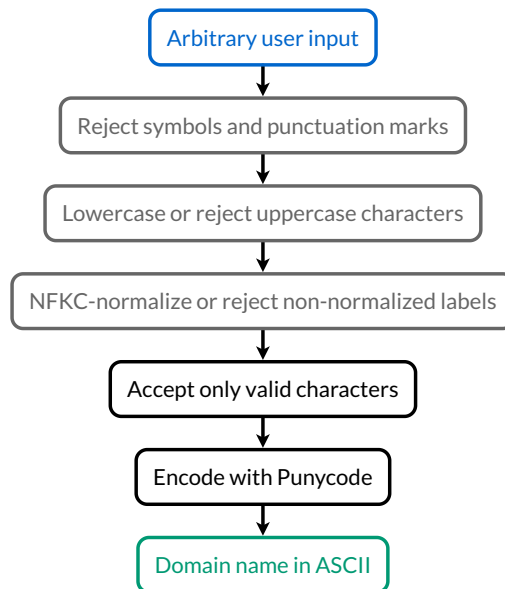 Arbitrary user input
Reject symbols and punctuation marks
Lowercase or reject uppercase characters
NFKC-normalize or reject non-normalized labels
Accept only valid characters
Encode with Punycode
Domain name in ASCII